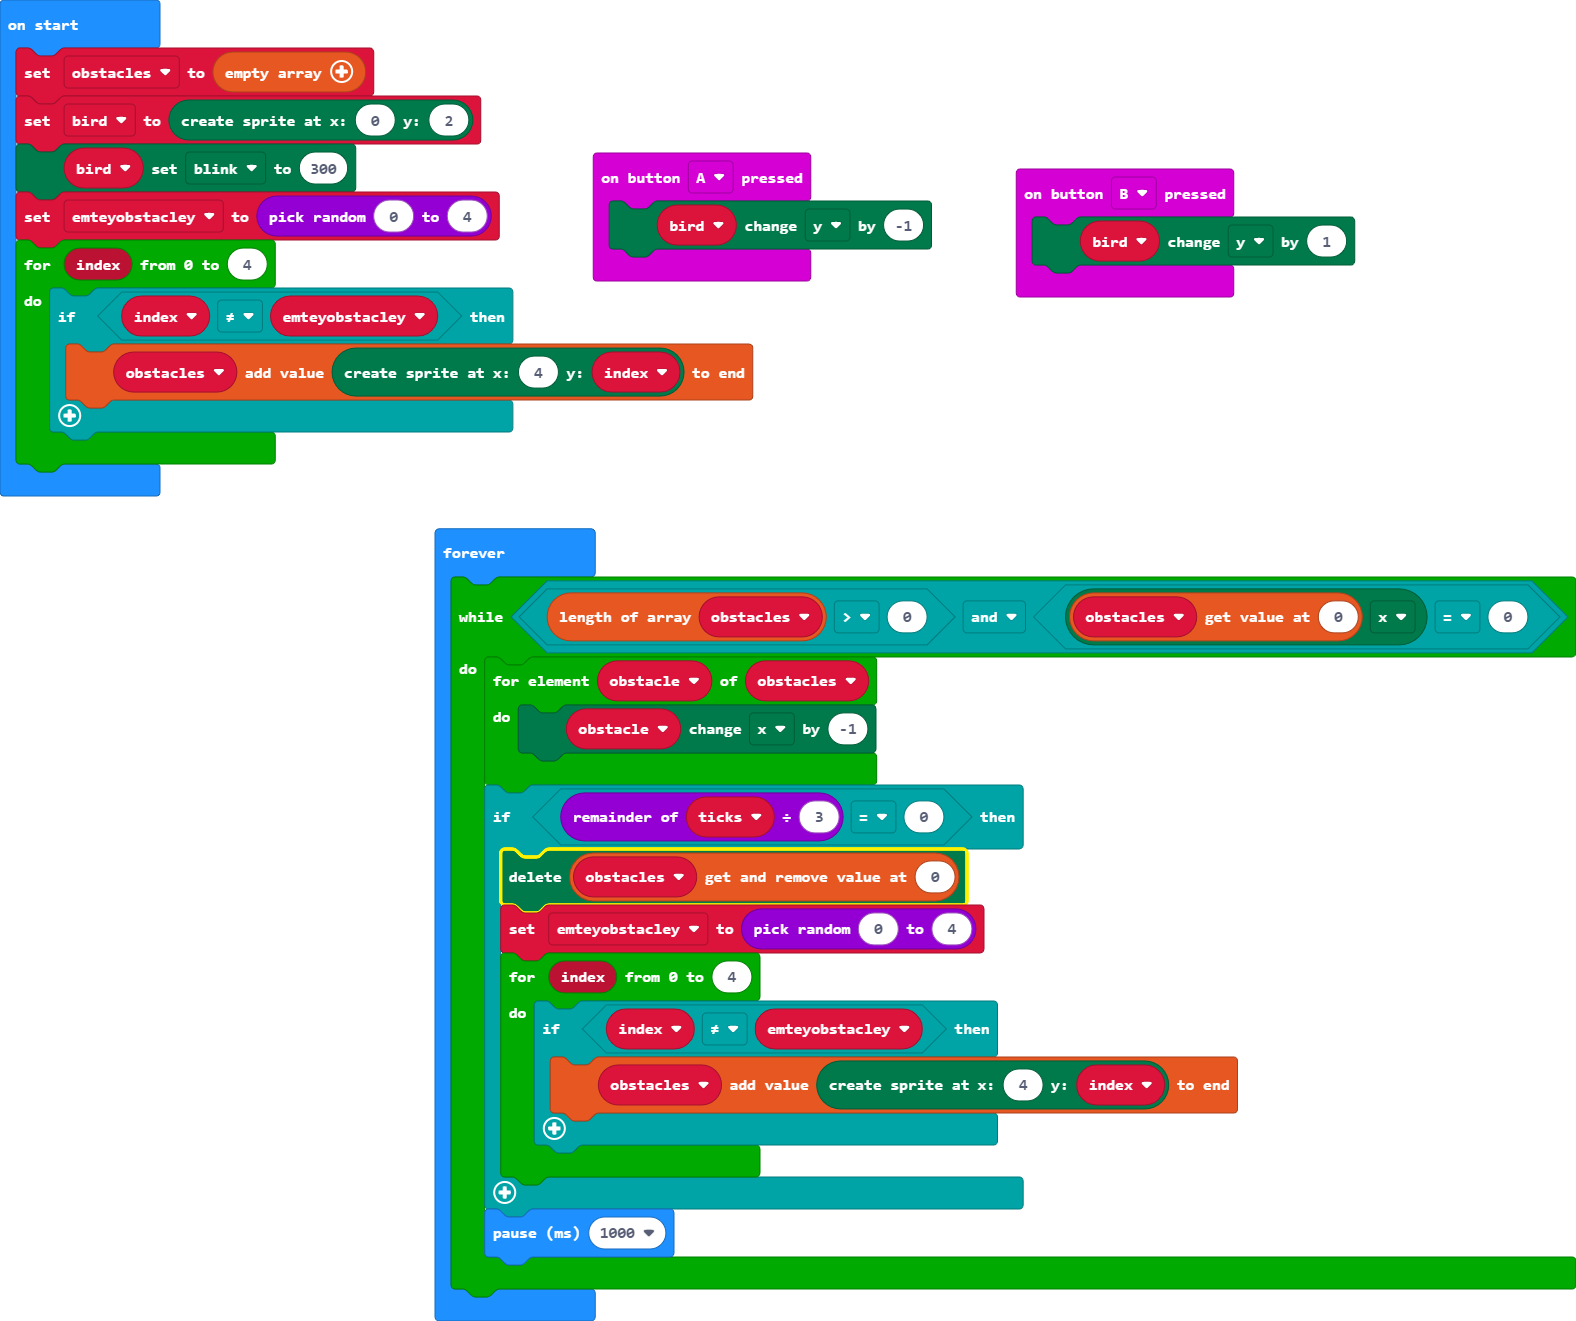 on start
set obstacles to empty array
set bird to create sprite at x: 0 y: 2
bird set blink to 300
set emteyobstacley to pick random 0 to 4
for index from 0 to 4
do
if index ≠ emteyobstacley then
obstacles add value create sprite at x: 4 y: index to end
on button A pressed
bird change y by -1
on button B pressed
bird change y by 1
forever
while length of array obstacles > 0 and obstacles get value at 0 x = 0
do
for element obstacle of obstacles
do
obstacle change x by -1
if remainder of ticks ÷ 3 = 0 then
delete obstacles get and remove value at 0
set emteyobstacley to pick random 0 to 4
for index from 0 to 4
do
if index ≠ emteyobstacley then
obstacles add value create sprite at x: 4 y: index to end
pause (ms) 1000